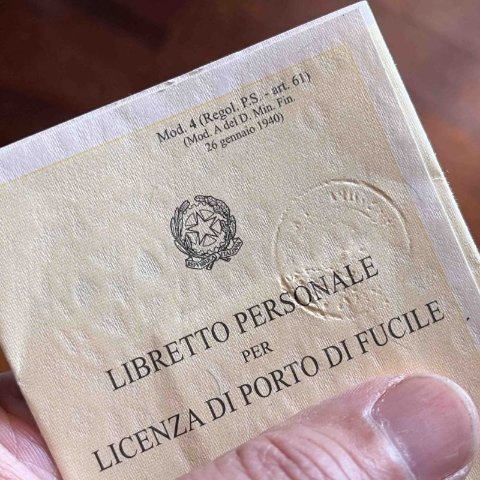 Mod. 4 (Regol. P.S. - art. 61)
(Mod. A del D. Min. Fin.
26 gennaio 1940)
LIBRETTO PERSONALE
PER
LICENZA DI PORTO DI FUCILE